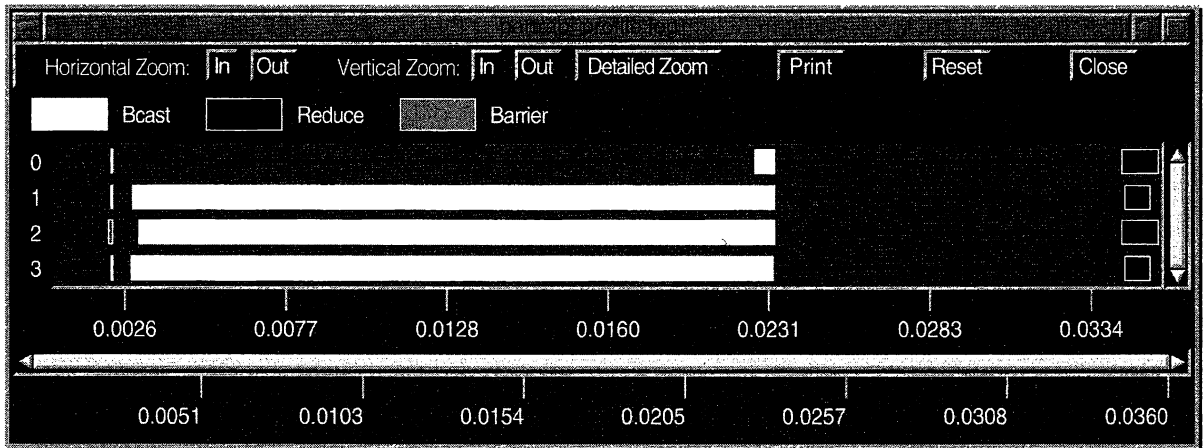 Horizontal Zoom: In Out Vertical Zoom: In Out Detailed Zoom Print Reset Close
Bcast Reduce Barrier
0
1
2
3
0.0026 0.0077 0.0128 0.0160 0.0231 0.0283 0.0334
0.0051 0.0103 0.0154 0.0205 0.0257 0.0308 0.0360